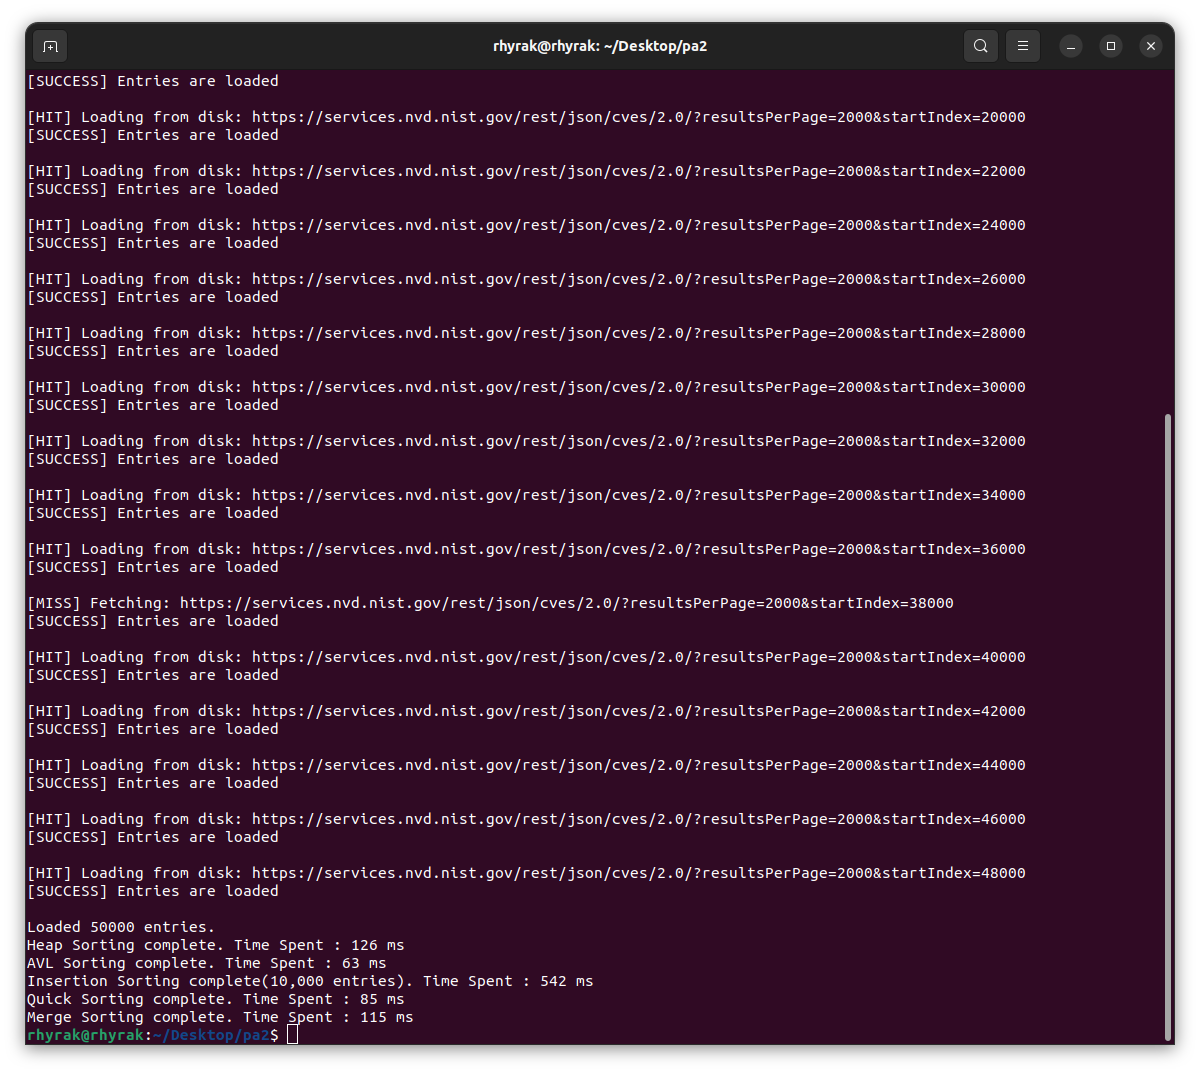 rhyrak@rhyrak: ~/Desktop/pa2
[SUCCESS] Entries are loaded
[HIT] Loading from disk: https://services.nvd.nist.gov/rest/json/cves/2.0/?resultsPerPage=2000&startIndex=20000
[SUCCESS] Entries are loaded
[HIT] Loading from disk: https://services.nvd.nist.gov/rest/json/cves/2.0/?resultsPerPage=2000&startIndex=22000
[SUCCESS] Entries are loaded
[HIT] Loading from disk: https://services.nvd.nist.gov/rest/json/cves/2.0/?resultsPerPage=2000&startIndex=24000
[SUCCESS] Entries are loaded
[HIT] Loading from disk: https://services.nvd.nist.gov/rest/json/cves/2.0/?resultsPerPage=2000&startIndex=26000
[SUCCESS] Entries are loaded
[HIT] Loading from disk: https://services.nvd.nist.gov/rest/json/cves/2.0/?resultsPerPage=2000&startIndex=28000
[SUCCESS] Entries are loaded
[HIT] Loading from disk: https://services.nvd.nist.gov/rest/json/cves/2.0/?resultsPerPage=2000&startIndex=30000
[SUCCESS] Entries are loaded
[HIT] Loading from disk: https://services.nvd.nist.gov/rest/json/cves/2.0/?resultsPerPage=2000&startIndex=32000
[SUCCESS] Entries are loaded
[HIT] Loading from disk: https://services.nvd.nist.gov/rest/json/cves/2.0/?resultsPerPage=2000&startIndex=34000
[SUCCESS] Entries are loaded
[HIT] Loading from disk: https://services.nvd.nist.gov/rest/json/cves/2.0/?resultsPerPage=2000&startIndex=36000
[SUCCESS] Entries are loaded
[MISS] Fetching: https://services.nvd.nist.gov/rest/json/cves/2.0/?resultsPerPage=2000&startIndex=38000
[SUCCESS] Entries are loaded
[HIT] Loading from disk: https://services.nvd.nist.gov/rest/json/cves/2.0/?resultsPerPage=2000&startIndex=40000
[SUCCESS] Entries are loaded
[HIT] Loading from disk: https://services.nvd.nist.gov/rest/json/cves/2.0/?resultsPerPage=2000&startIndex=42000
[SUCCESS] Entries are loaded
[HIT] Loading from disk: https://services.nvd.nist.gov/rest/json/cves/2.0/?resultsPerPage=2000&startIndex=44000
[SUCCESS] Entries are loaded
[HIT] Loading from disk: https://services.nvd.nist.gov/rest/json/cves/2.0/?resultsPerPage=2000&startIndex=46000
[SUCCESS] Entries are loaded
[HIT] Loading from disk: https://services.nvd.nist.gov/rest/json/cves/2.0/?resultsPerPage=2000&startIndex=48000
[SUCCESS] Entries are loaded
Loaded 50000 entries.
Heap Sorting complete. Time Spent : 126 ms
AVL Sorting complete. Time Spent : 63 ms
Insertion Sorting complete(10,000 entries). Time Spent : 542 ms
Quick Sorting complete. Time Spent : 85 ms
Merge Sorting complete. Time Spent : 115 ms
rhyrak@rhyrak:~/Desktop/pa2$